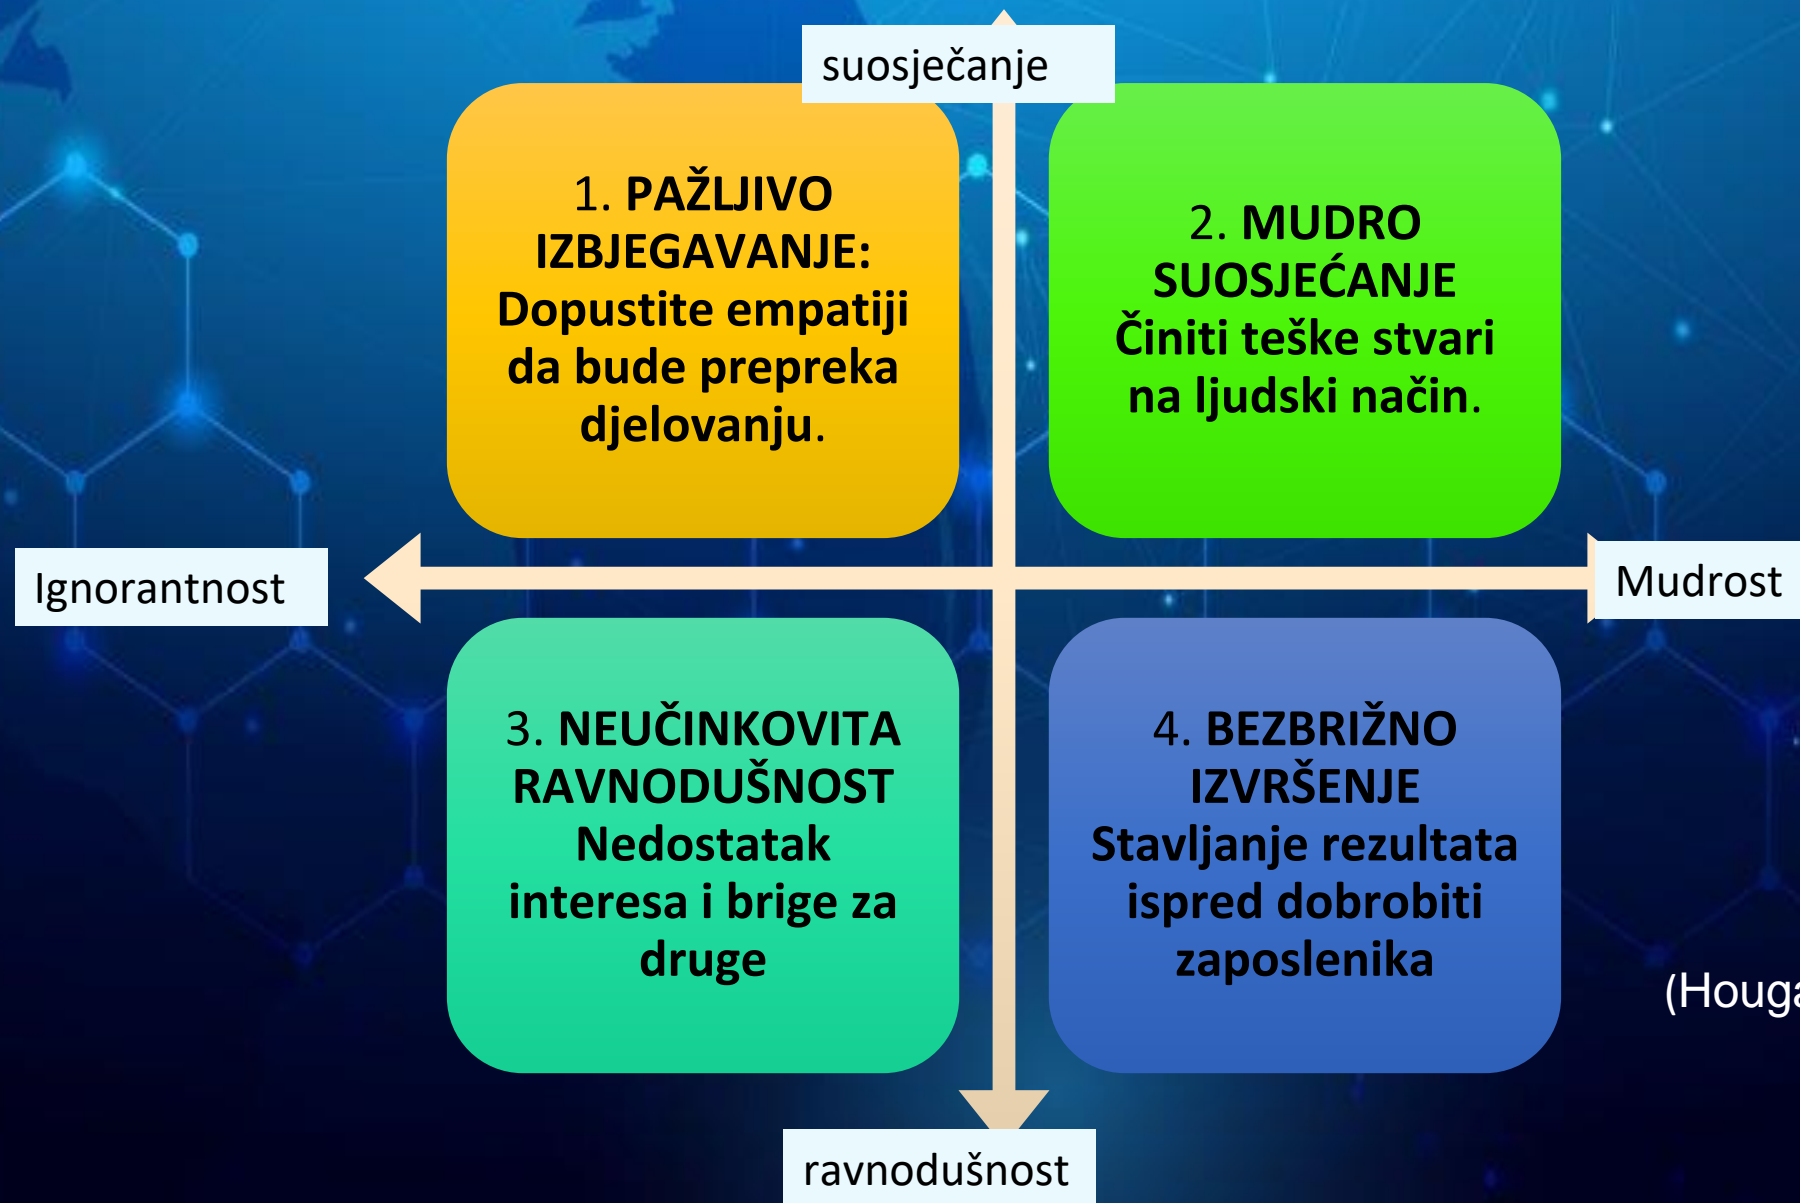 suosječanje
1. PAŽLJIVO
IZBJEGAVANJE:
Dopustite empatiji
da bude prepreka
djelovanju.
2. MUDRO
SUOSJEĆANJE
Činiti teške stvari
na ljudski način.
Ignorantnost
Mudrost
3. NEUČINKOVITA
RAVNODUŠNOST
Nedostatak
interesa i brige za
druge
4. BEZBRIŽNO
IZVRŠENJE
Stavljanje rezultata
ispred dobrobiti
zaposlenika
ravnodušnost